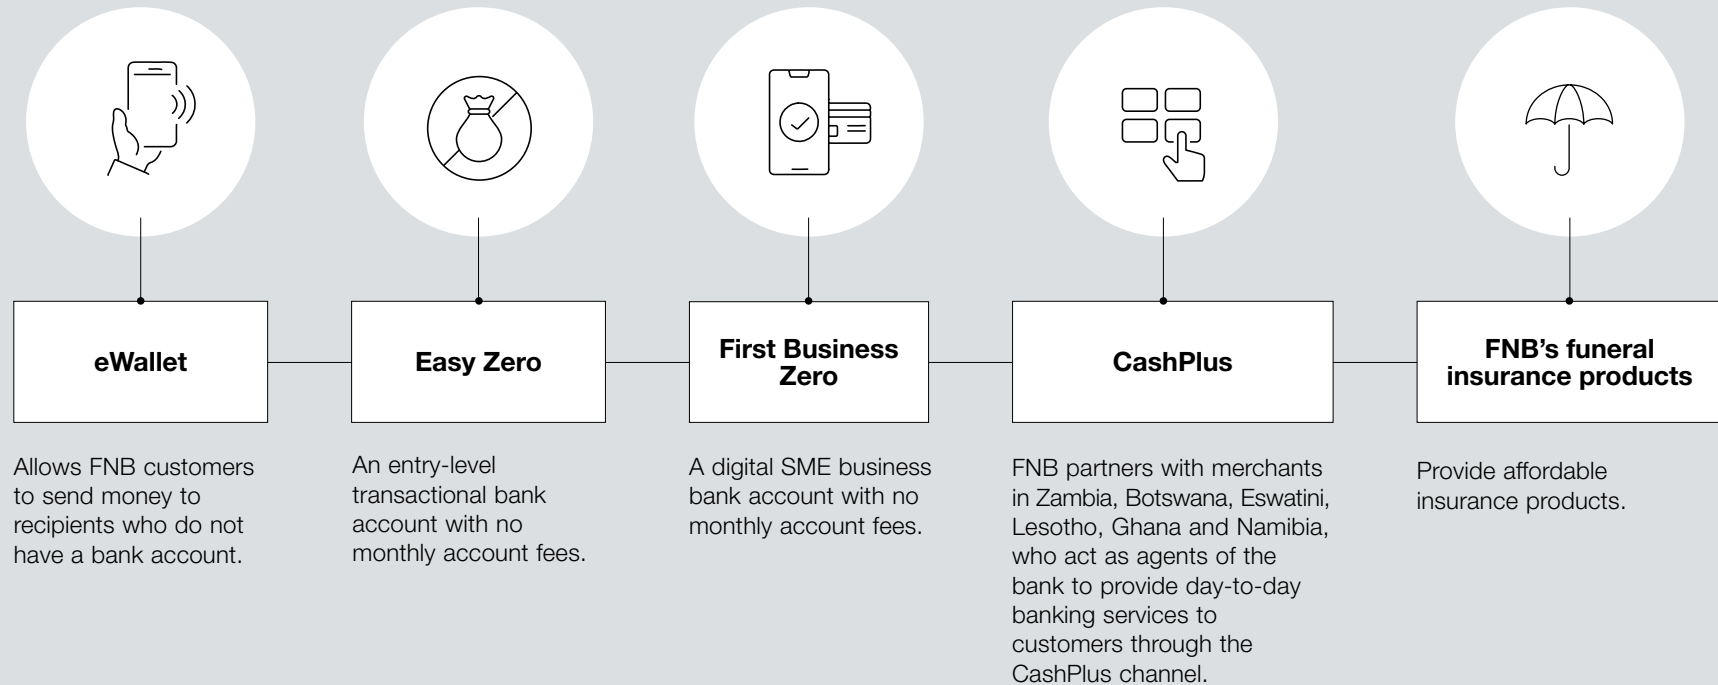 eWallet
Allows FNB customers
to send money to
recipients who do not
have a bank account.
Easy Zero
An entry-level
transactional bank
account with no
monthly account fees.
First Business
Zero
A digital SME business
bank account with no
monthly account fees.
CashPlus
FNB partners with merchants
in Zambia, Botswana, Eswatini,
Lesotho, Ghana and Namibia,
who act as agents of the
bank to provide day-to-day
banking services to
customers through the
CashPlus channel.
FNB’s funeral
insurance products
Provide affordable
insurance products.